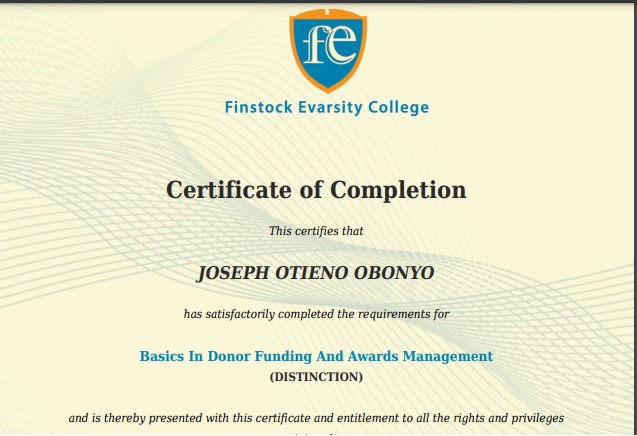 fe
Finstock Evarsity College
Certificate of Completion
This certifies that
JOSEPH OTIENO OBONYO
has satisfactorily completed the requirements for
Basics In Donor Funding And Awards Management
(DISTINCTION)
and is thereby presented with this certificate and entitlement to all the rights and privileges